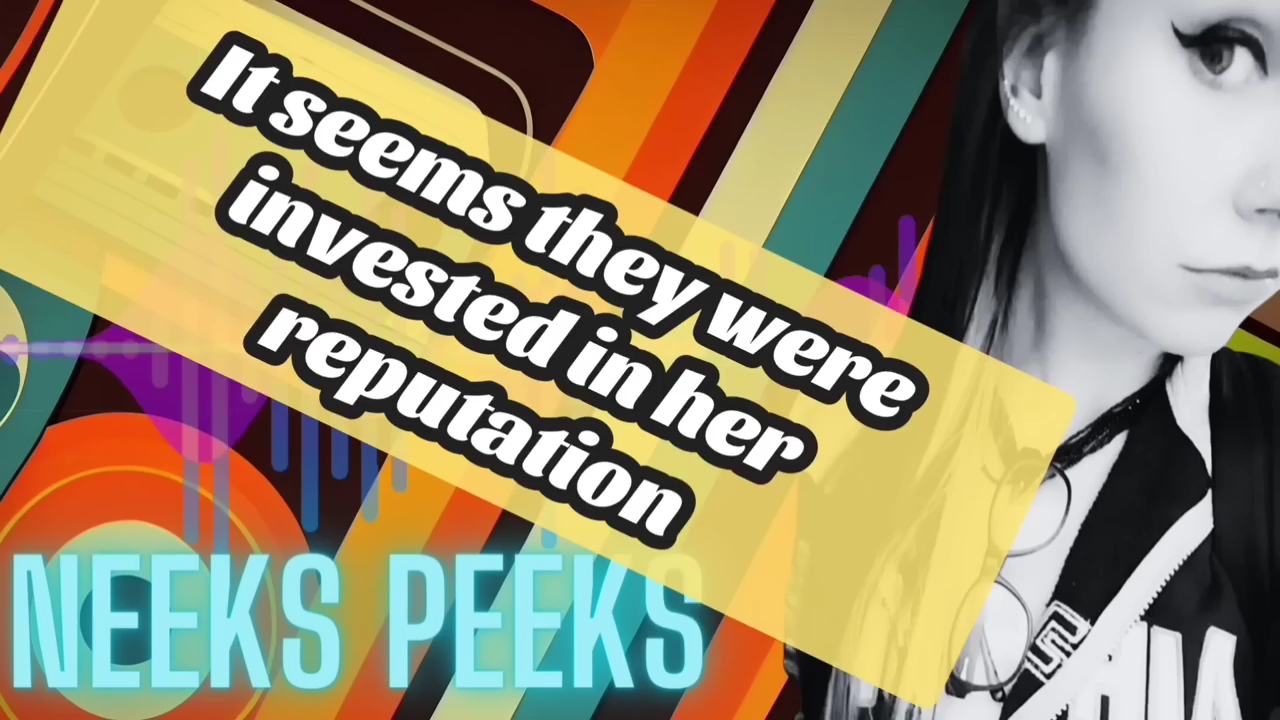 It seems they were
invested in her
reputation
NEEKS PEEKS